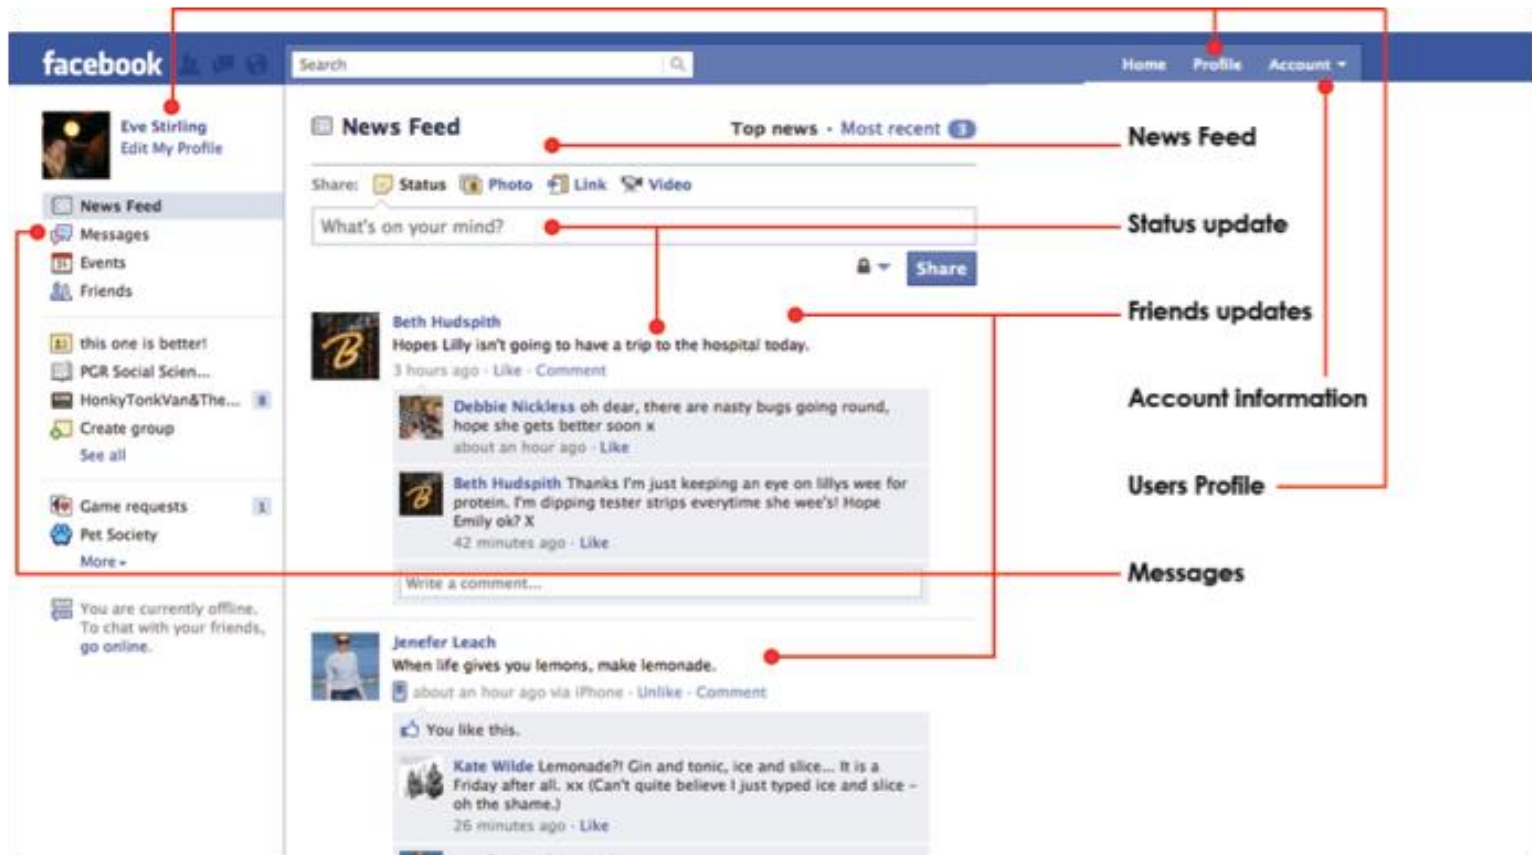 facebook
Search
Home Profile Account
Eve Stirling
Edit My Profile
News Feed
Messages
Events
Friends
this one is better!
PGR Social Scien...
HonkyTonkVan&The... 8
Create group
See all
Game requests 1
Pet Society
More
You are currently offline.
To chat with your friends,
go online.
News Feed
Top news · Most recent 3
Share: Status Photo Link Video
What's on your mind?
Share
Beth Hudspith
Hopes Lilly isn't going to have a trip to the hospital today.
3 hours ago · Like · Comment
Debbie Nickless oh dear, there are nasty bugs going round,
hope she gets better soon x
about an hour ago · Like
Beth Hudspith Thanks I'm just keeping an eye on lillys wee for
protein. I'm dipping tester strips everytime she wee's! Hope
Emily ok? X
42 minutes ago · Like
Write a comment...
Jenefer Leach
When life gives you lemons, make lemonade.
about an hour ago via iPhone · Unlike · Comment
You like this.
Kate Wilde Lemonade?! Gin and tonic, ice and slice... It is a
Friday after all. xx (Can't quite believe I just typed ice and slice –
oh the shame.)
26 minutes ago · Like
News Feed
Status update
Friends updates
Account information
Users Profile
Messages